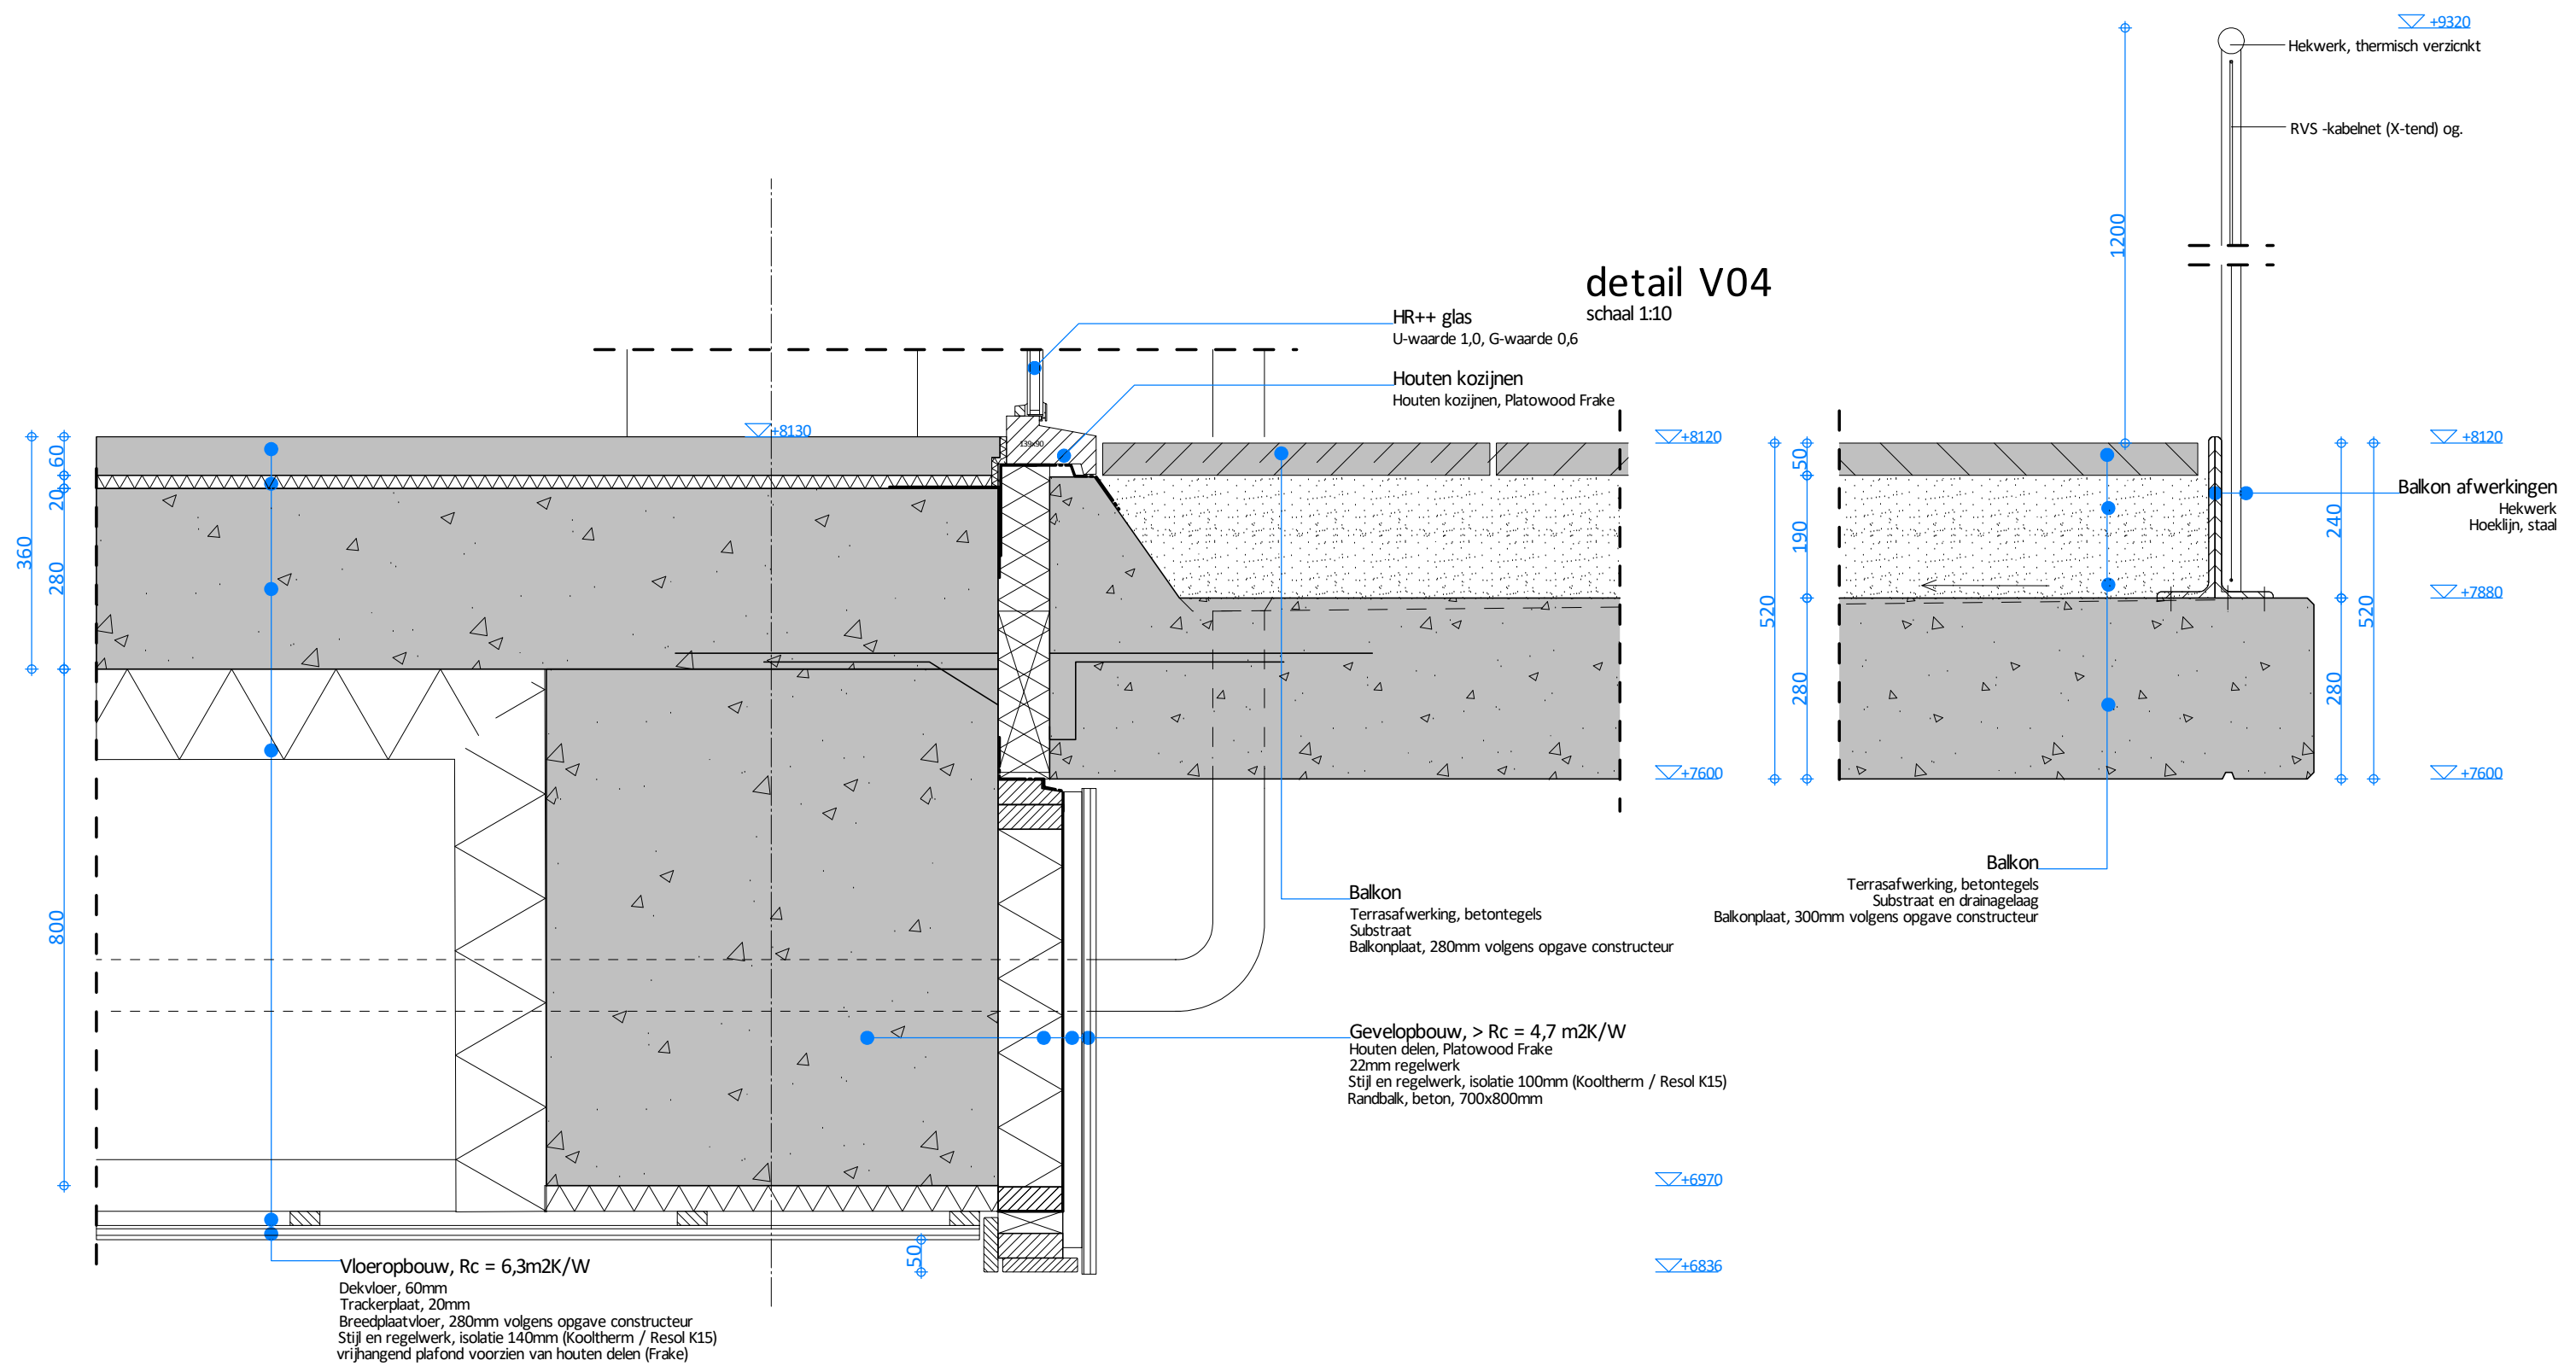 +9320
Hekwerk, thermisch verzicnkt
RVS -kabelnet (X-tend) og.
1200
detail V04
schaal 1:10
HR++ glas
U-waarde 1,0, G-waarde 0,6
Houten kozijnen
Houten kozijnen, Platowood Frake
139x90
+8130
+8120
+8120
60
20
360
280
800
50
190
520
280
240
520
280
Balkon afwerkingen
Hekwerk
Hoeklijn, staal
+7880
+7600
+7600
Balkon
Terrasafwerking, betontegels
Substraat en drainagelaag
Balkonplaat, 300mm volgens opgave constructeur
Balkon
Terrasafwerking, betontegels
Substraat
Balkonplaat, 280mm volgens opgave constructeur
Gevelopbouw, > Rc = 4,7 m2K/W
Houten delen, Platowood Frake
22mm regelwerk
Stijl en regelwerk, isolatie 100mm (Kooltherm / Resol K15)
Randbalk, beton, 700x800mm
+6970
50
+6836
Vloeropbouw, Rc = 6,3m2K/W
Dekvloer, 60mm
Trackerplaat, 20mm
Breedplaatvloer, 280mm volgens opgave constructeur
Stijl en regelwerk, isolatie 140mm (Kooltherm / Resol K15)
vrijhangend plafond voorzien van houten delen (Frake)